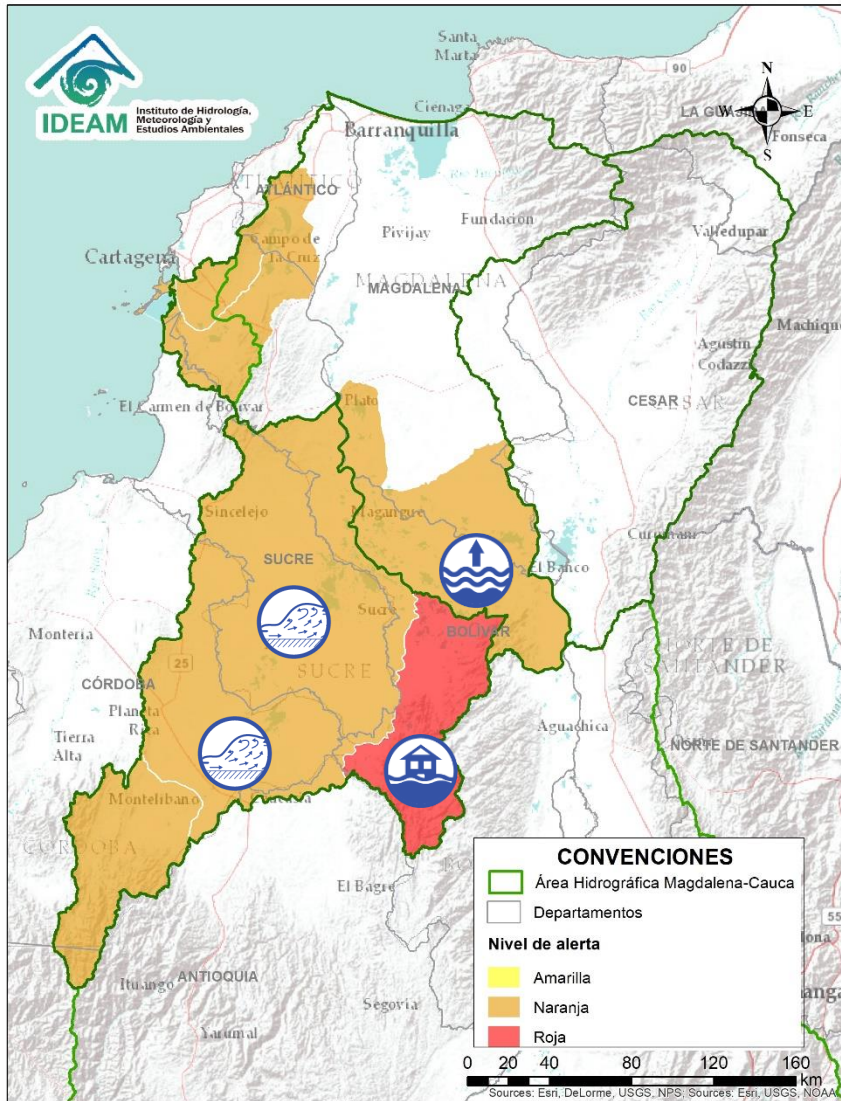 IDEAM
Instituto de Hidrología,
Meteorología y
Estudios Ambientales
Santa
Marta
90
N
W
E
S
LA GUAJIRA
Fonseca
Ciénaga
Barranquilla
ATLÁNTICO
Fundación
Pivijay
Valledupar
Campo de
la Cruz
Cartagena
MAGDALENA
MAGDALENA
Machique
Agustín
Codazzi
El Carmen de Bolívar
Plato
CESAR
CESAR
Sincelejo
Magangué
Curumaní
SUCRE
El Banco
Sucre
Montería
BOLÍVAR
25
SUCRE
NORTE DE
SANTANDER
CÓRDOBA
Planeta
Rica
Aguachica
Tierra
Alta
NORTE DE SANTANDER
Montelíbano
CÓRDOBA
El Bagre
ANTIOQUIA
Ituango
Segovia
Yarumal
55
CONVENCIONES
Área Hidrográfica Magdalena-Cauca
Departamentos
Nivel de alerta
Amarilla
Naranja
Roja
0 20 40 80 120 160
km
Sources: Esri, DeLorme, USGS, NPS; Sources: Esri, USGS, NOAA